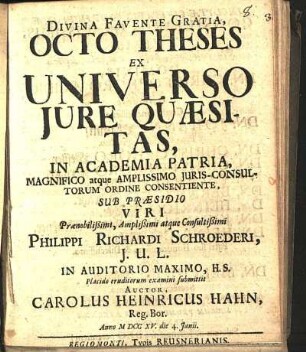 8. 3.
DIVINA FAVENTE GRATIA,
OCTO THESES
EX
UNIVERSO
JURE QUÆSI-
TAS,
IN ACADEMIA PATRIA,
MAGNIFICO atque AMPLISSIMO JURIS-CONSUL-
TORUM ORDINE CONSENTIENTE,
SUB PRÆSIDIO
VIRI
Prænobilissimi, Amplissimi atque Consultissimi
PHILIPPI RICHARDI SCHROEDERI,
J. U. L.
IN AUDITORIO MAXIMO, H.S.
Placido eruditorum examini submittit
AUCTOR,
CAROLUS HEINRICUS HAHN,
Reg. Bor.
Anno M DCC XV. die 4. Junii.
REGIOMONTI, Typis REUSNERIANIS.